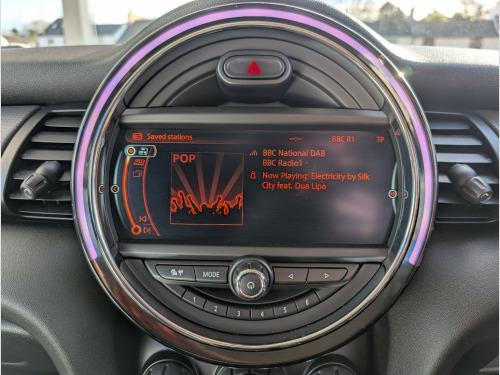 Saved stations
BBC R1 TP
POP
BBC National DAB
BBC Radio1 -
Now Playing: Electricity by Silk
City feat. Dua Lipa
MODE
1 2 3 4 5 6